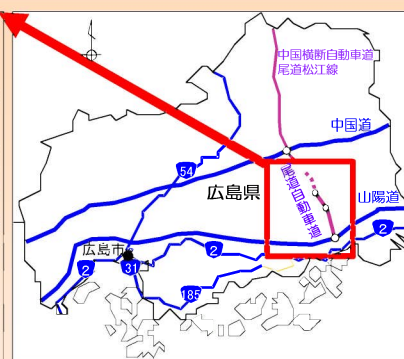 中国横断自動車道
尾道松江線
中国道
54
広島県
尾道自動車道
山陽道
2
広島市
2
2
31
185